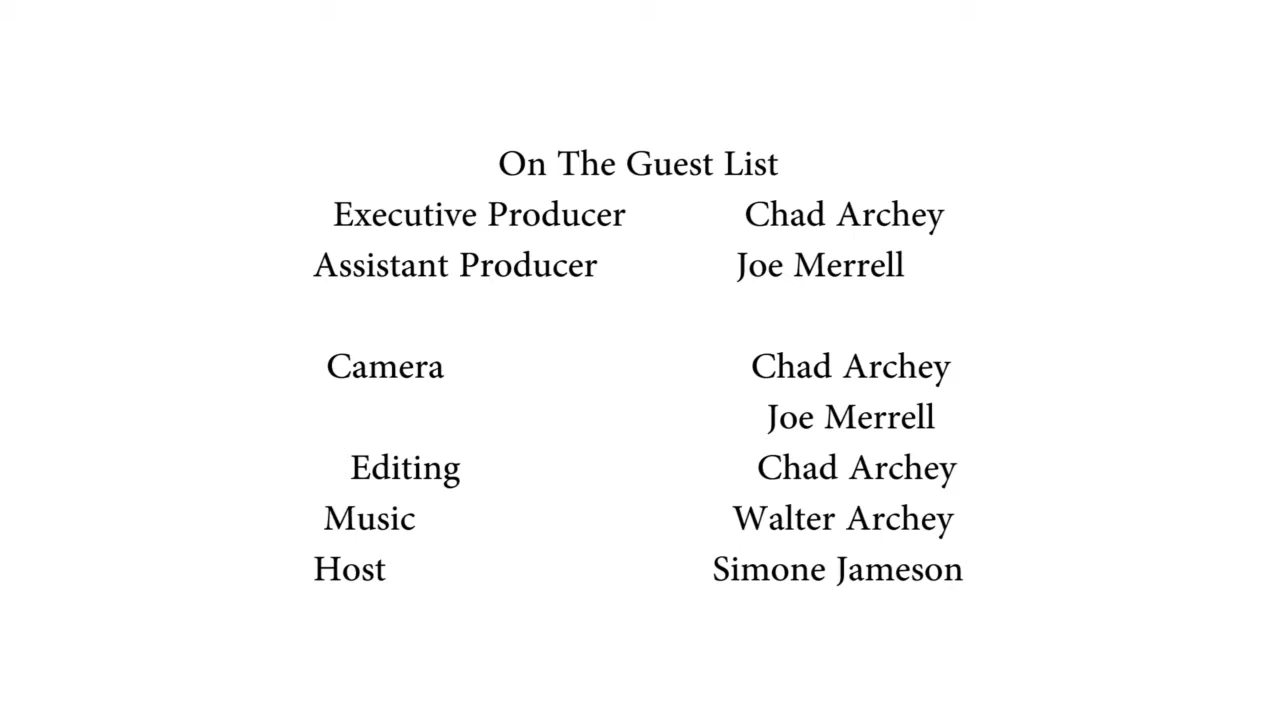 On The Guest List
Executive Producer Chad Archey
Assistant Producer Joe Merrell
Camera Chad Archey
Joe Merrell
Editing Chad Archey
Music Walter Archey
Host Simone Jameson